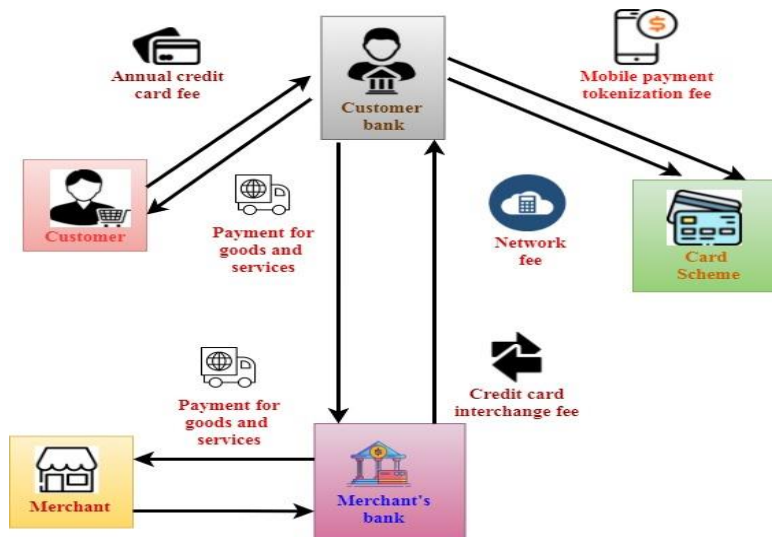 Annual credit
card fee
Customer
bank
Mobile payment
tokenization fee
Customer
Payment for
goods and
services
Network
fee
Card
Scheme
Payment for
goods and
services
Credit card
interchange fee
Merchant
Merchant's
bank